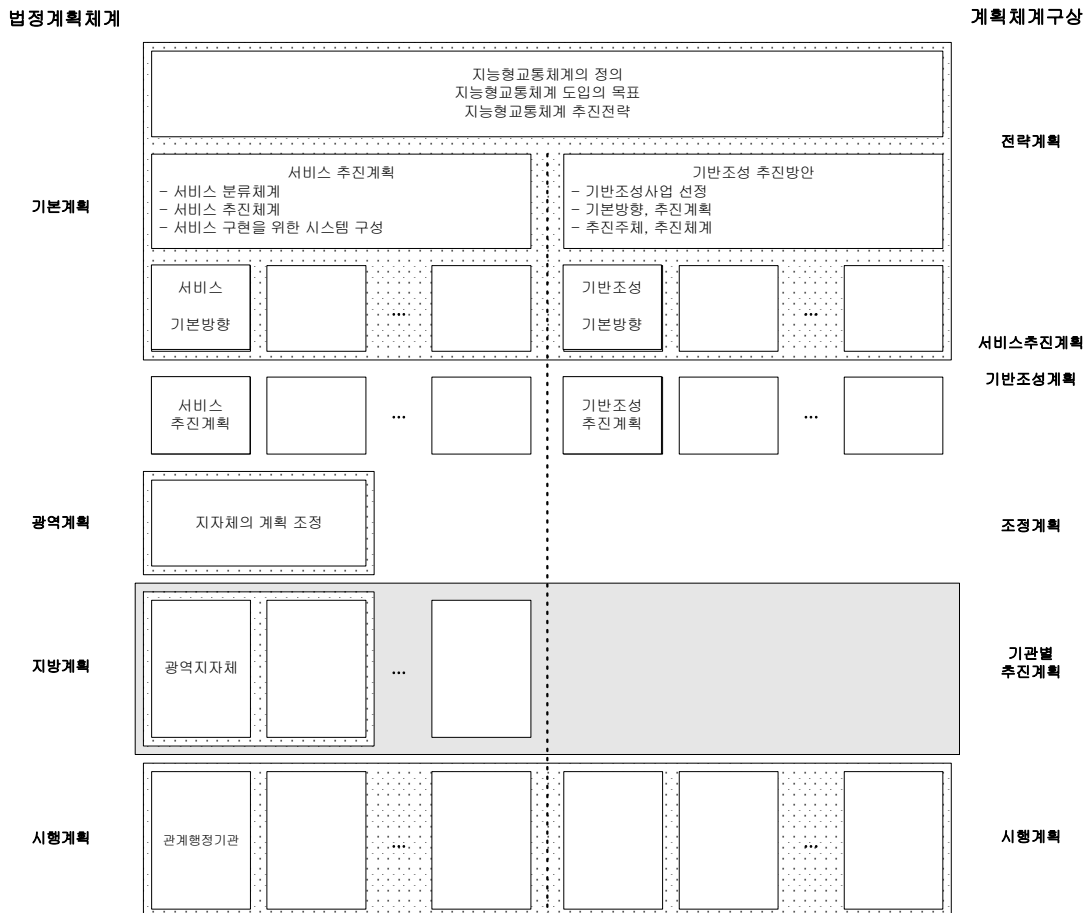 법정계획체계
계획체계구상
지능형교통체계의 정의
지능형교통체계 도입의 목표
지능형교통체계 추진전략
전략계획
기본계획
서비스 추진계획
- 서비스 분류체계
- 서비스 추진체계
- 서비스 구현을 위한 시스템 구성
기반조성 추진방안
- 기반조성사업 선정
- 기본방향, 추진계획
- 추진주체, 추진체계
서비스
기본방향
...
기반조성
기본방향
...
서비스추진계획
기반조성계획
서비스
추진계획
...
기반조성
추진계획
...
광역계획
지자체의 계획 조정
조정계획
지방계획
광역지자체
...
기관별
추진계획
시행계획
관계행정기관
...
...
시행계획